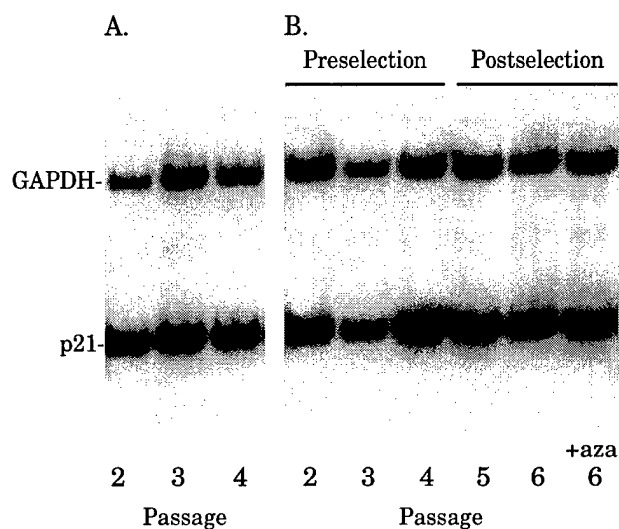 A.
B.
Preselection Postselection
GAPDH-
p21-
+aza
2 3 4 2 3 4 5 6 6
Passage Passage